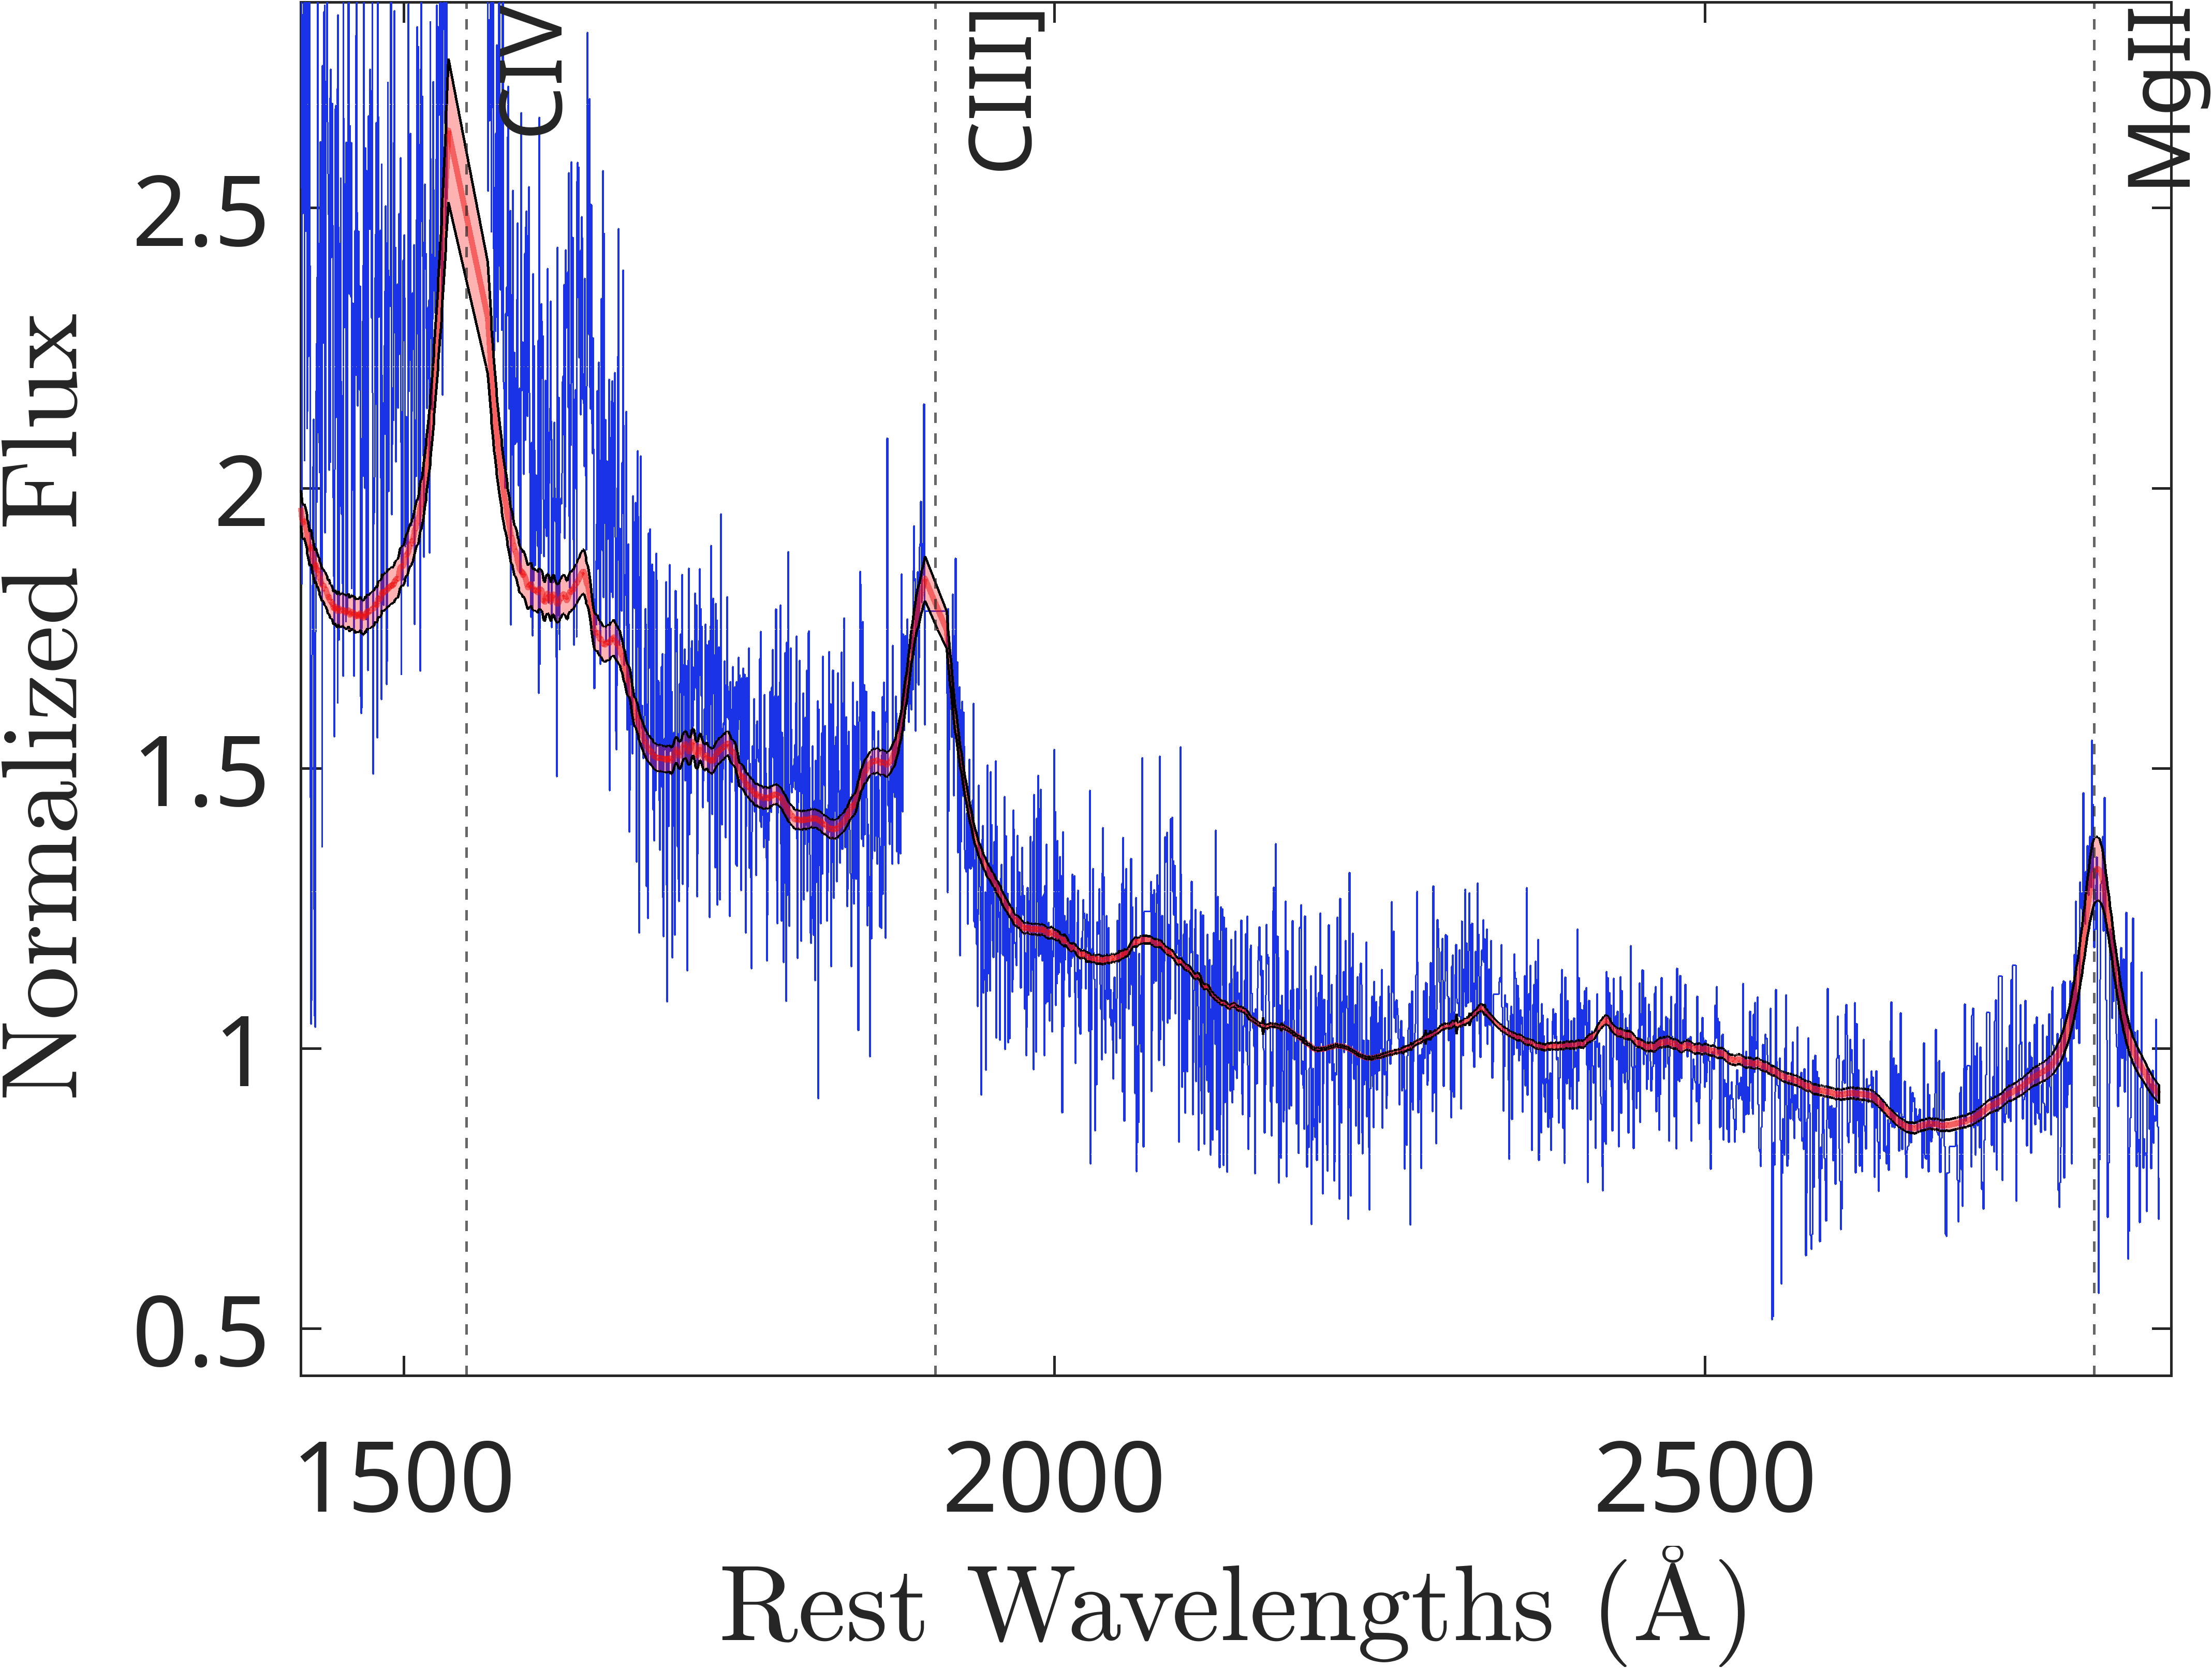 CIV
CIII]
MgII
Normalized Flux
2.5
2
1.5
1
0.5
1500
2000
2500
Rest Wavelengths (Å)